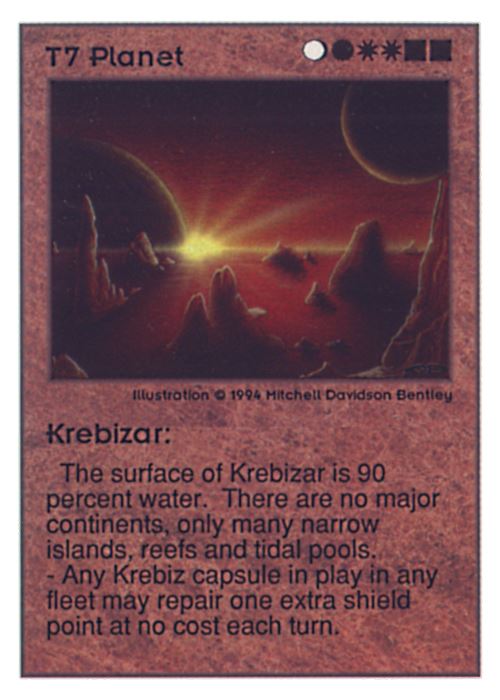 T7 Planet
Illustration © 1994 Mitchell Davidson Bentley
Krebizar:
The surface of Krebizar is 90
percent water. There are no major
continents, only many narrow
islands, reefs and tidal pools.
- Any Krebiz capsule in play in any
fleet may repair one extra shield
point at no cost each turn.